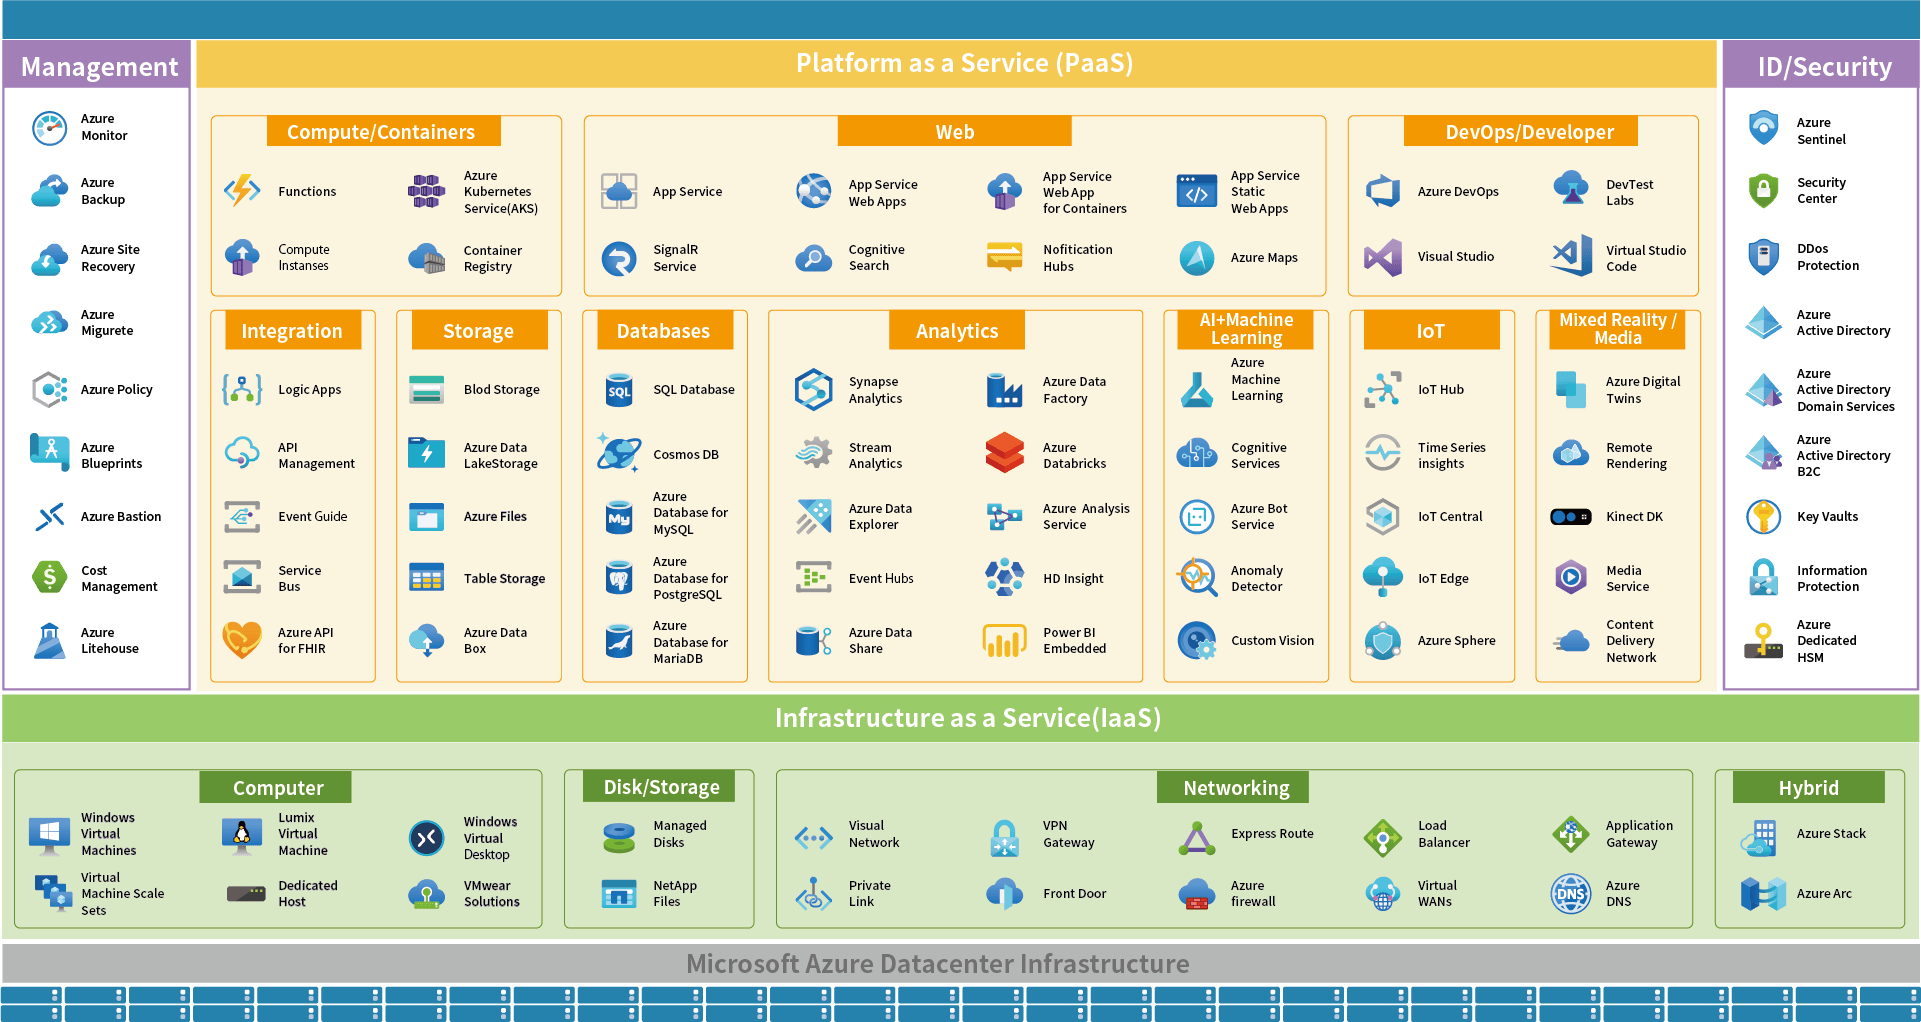 Management
Azure
Monitor
Azure
Backup
Azure Site
Recovery
Azure
Migurete
Azure Policy
Azure
Blueprints
Azure Bastion
Cost
Management
Azure
Litehouse
Platform as a Service (PaaS)
Compute/Containers
Functions
Azure
Kubernetes
Service(AKS)
Compute
Instanses
Container
Registry
Web
App Service
App Service
Web Apps
App Service
Web App
for Containers
App Service
Static
Web Apps
SignalR
Service
Cognitive
Search
Nofitication
Hubs
Azure Maps
DevOps/Developer
Azure DevOps
DevTest
Labs
Visual Studio
Virtual Studio
Code
Integration
Logic Apps
API
Management
Event Guide
Service
Bus
Azure API
for FHIR
Storage
Blod Storage
Azure Data
LakeStorage
Azure Files
Table Storage
Azure Data
Box
Databases
SQL
SQL Database
Cosmos DB
My
Azure
Database for
MySQL
Azure
Database for
PostgreSQL
Azure
Database for
MariaDB
Analytics
Synapse
Analytics
Azure Data
Factory
Stream
Analytics
Azure
Databricks
Azure Data
Explorer
Azure Analysis
Service
Event Hubs
HD Insight
Azure Data
Share
Power BI
Embedded
AI+Machine
Learning
Azure
Machine
Learning
Cognitive
Services
Azure Bot
Service
Anomaly
Detector
Custom Vision
IoT
IoT Hub
Time Series
insights
IoT Central
IoT Edge
Azure Sphere
Mixed Reality /
Media
Azure Digital
Twins
Remote
Rendering
Kinect DK
Media
Service
Content
Delivery
Network
ID/Security
Azure
Sentinel
Security
Center
DDos
Protection
Azure
Active Directory
Azure
Active Directory
Domain Services
Azure
Active Directory
B2C
Key Vaults
Information
Protection
Azure
Dedicated
HSM
Infrastructure as a Service(IaaS)
Computer
Windows
Virtual
Machines
Lumix
Virtual
Machine
Windows
Virtual
Desktop
Virtual
Machine Scale
Sets
Dedicated
Host
VMwear
Solutions
Disk/Storage
Managed
Disks
NetApp
Files
Networking
Visual
Network
VPN
Gateway
Express Route
Load
Balancer
Application
Gateway
Private
Link
Front Door
Azure
firewall
Virtual
WANs
DNS
Azure
DNS
Hybrid
Azure Stack
Azure Arc
Microsoft Azure Datacenter Infrastructure